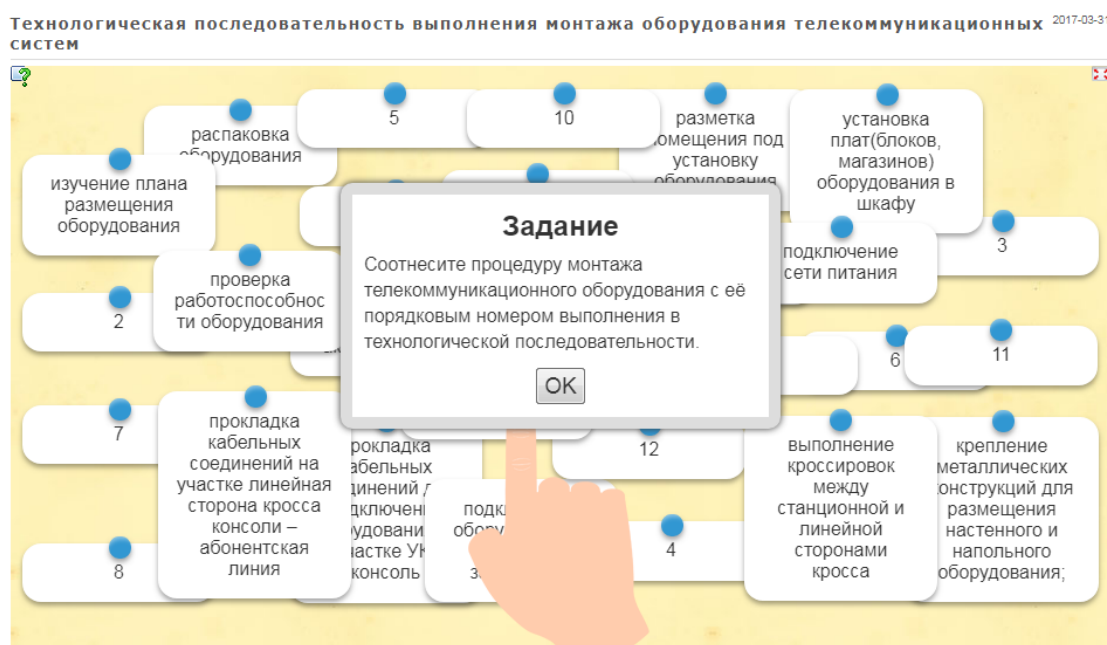 Технологическая последовательность выполнения монтажа оборудования телекоммуникационных
систем
2017-03-31
распаковка
оборудования
5
10
разметка
помещения под
установку
оборудования
установка
плат(блоков,
магазинов)
оборудования в
шкафу
изучение плана
размещения
оборудования
3
подключение
сети питания
проверка
работоспособнос
ти оборудования
2
Задание
Соотнесите процедуру монтажа
телекоммуникационного оборудования с её
порядковым номером выполнения в
технологической последовательности.
OK
6
11
7
прокладка
кабельных
соединений на
участке линейная
сторона кросса
консоли –
абонентская
линия
прокладка
кабельных
консоль
12
выполнение
кроссировок
между
станционной и
линейной
сторонами
кросса
крепление
металлических
конструкций для
размещения
настенного и
напольного
оборудования;
8
4